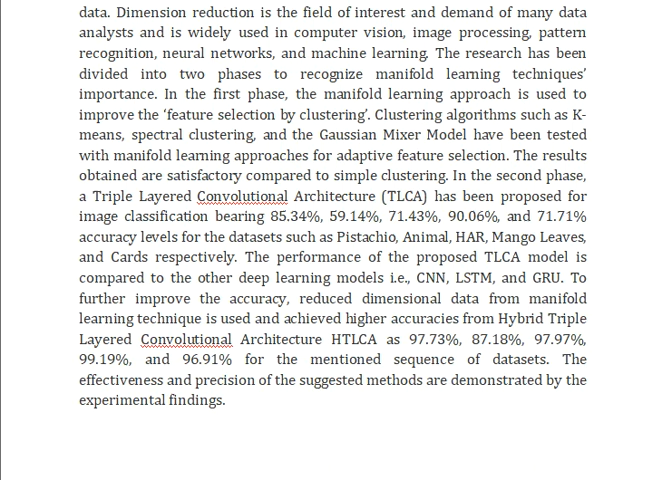 data. Dimension reduction is the field of interest and demand of many data
analysts and is widely used in computer vision, image processing, pattern
recognition, neural networks, and machine learning. The research has been
divided into two phases to recognize manifold learning techniques’
importance. In the first phase, the manifold learning approach is used to
improve the ‘feature selection by clustering’. Clustering algorithms such as K-
means, spectral clustering, and the Gaussian Mixer Model have been tested
with manifold learning approaches for adaptive feature selection. The results
obtained are satisfactory compared to simple clustering. In the second phase,
a Triple Layered Convolutional Architecture (TLCA) has been proposed for
image classification bearing 85.34%, 59.14%, 71.43%, 90.06%, and 71.71%
accuracy levels for the datasets such as Pistachio, Animal, HAR, Mango Leaves,
and Cards respectively. The performance of the proposed TLCA model is
compared to the other deep learning models i.e., CNN, LSTM, and GRU. To
further improve the accuracy, reduced dimensional data from manifold
learning technique is used and achieved higher accuracies from Hybrid Triple
Layered Convolutional Architecture HTLCA as 97.73%, 87.18%, 97.97%,
99.19%, and 96.91% for the mentioned sequence of datasets. The
effectiveness and precision of the suggested methods are demonstrated by the
experimental findings.